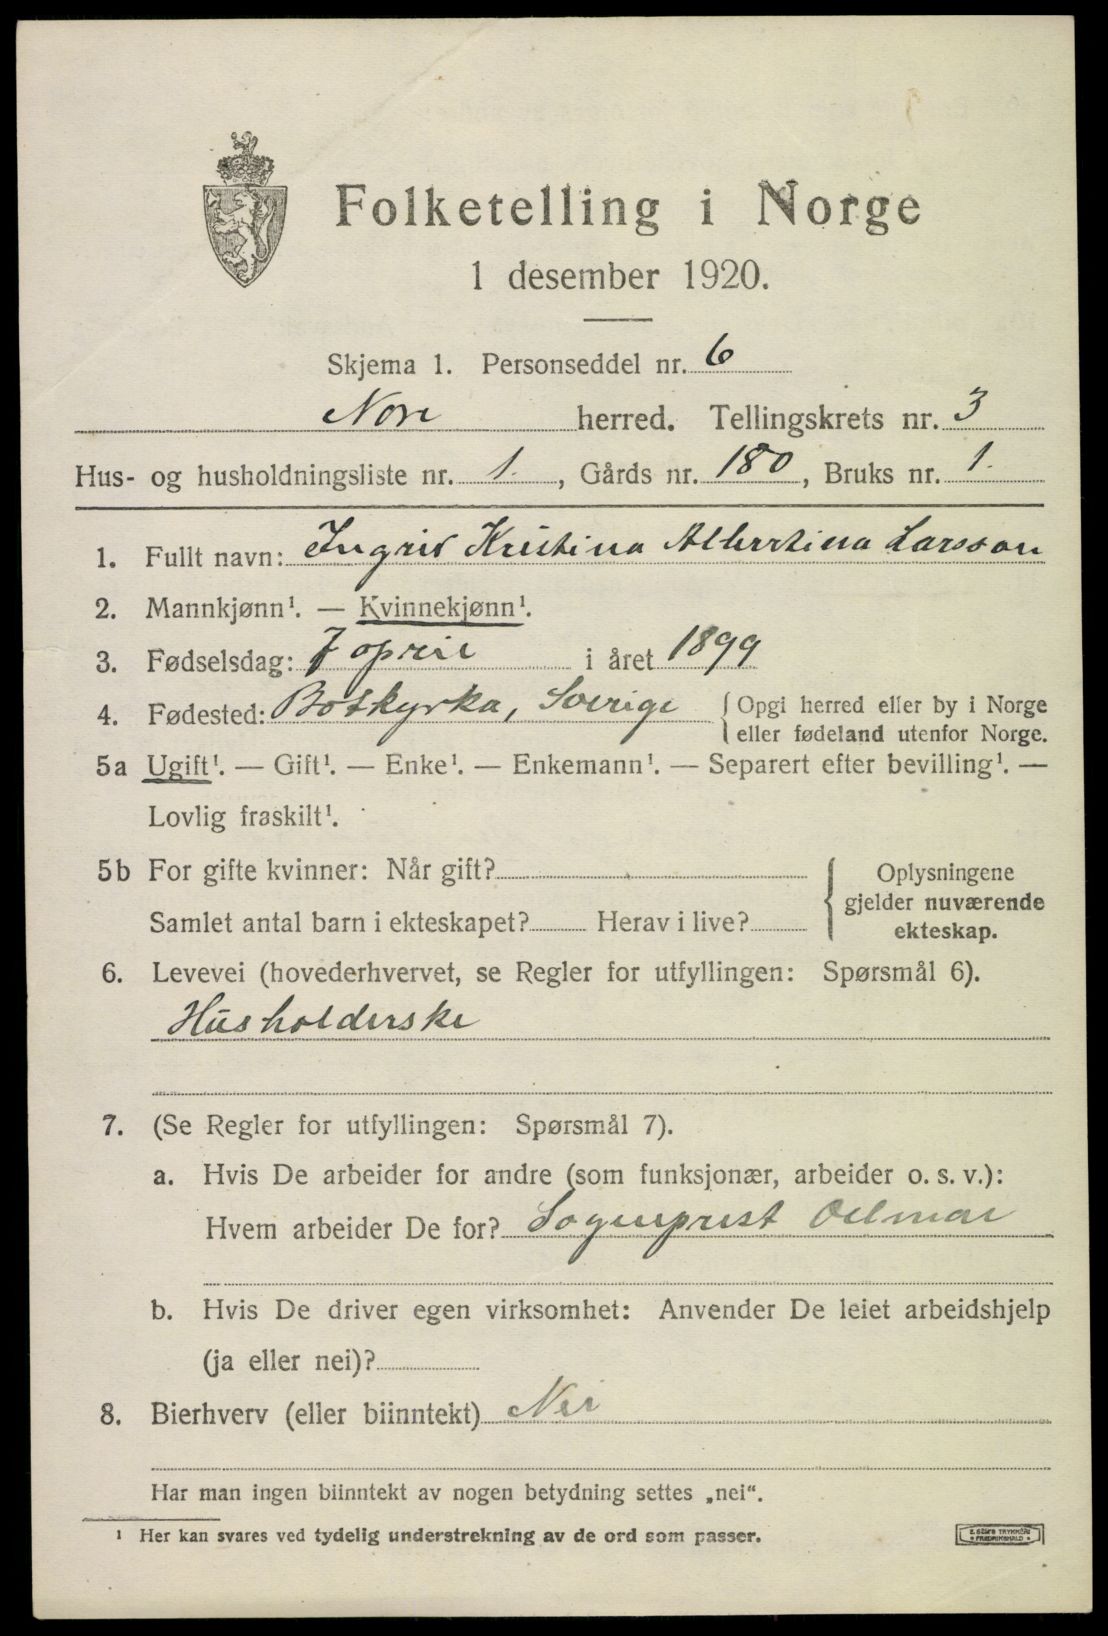 Folketelling i Norge
1 desember 1920.
Skjema 1. Personseddel nr. 6
Nore herred. Tellingskrets nr. 3
Hus- og husholdningsliste nr. 1. , Gårds nr. 180 , Bruks nr. 1.
1. Fullt navn: Ingrid Kristina Albertina Larsson
2. Mannkjønn¹. — Kvinnekjønn¹.
3. Fødselsdag: 7 april i året 1899
4. Fødested: Botkyrka, Sverige { Opgi herred eller by i Norge
eller fødeland utenfor Norge.
5a Ugift¹. — Gift¹. — Enke¹. — Enkemann¹. — Separert efter bevilling¹. —
Lovlig fraskilt¹.
5b For gifte kvinner: Når gift?
Samlet antal barn i ekteskapet? Herav i live?
{ Oplysningene
gjelder nuværende
ekteskap.
6. Levevei (hovederhvervet, se Regler for utfyllingen: Spørsmål 6).
Husholderske
7. (Se Regler for utfyllingen: Spørsmål 7).
a. Hvis De arbeider for andre (som funksjonær, arbeider o. s. v.):
Hvem arbeider De for? Sogneprest
b. Hvis De driver egen virksomhet: Anvender De leiet arbeidshjelp
(ja eller nei)?
8. Bierhverv (eller biinntekt) Nei
Har man ingen biinntekt av nogen betydning settes „nei“.
¹ Her kan svares ved tydelig understrekning av de ord som passer.